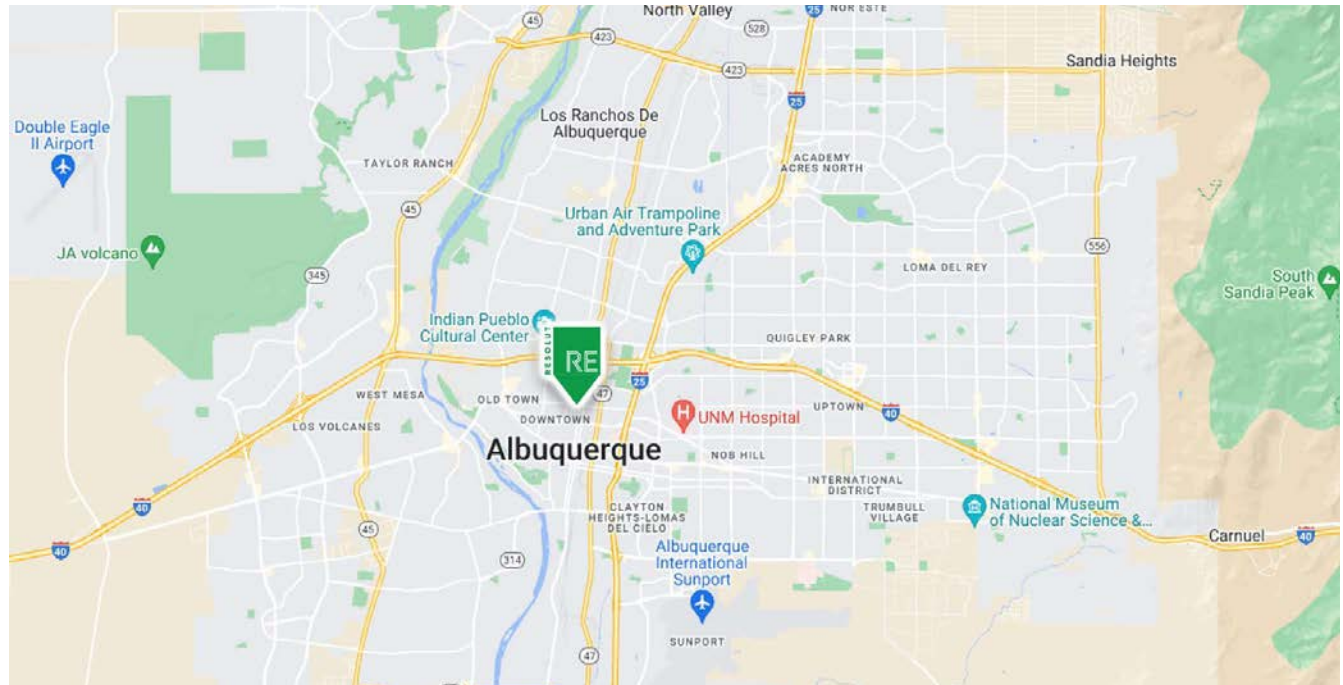 North Valley
25
NOR ESTE
45
423
528
423
Sandia Heights
25
Los Ranchos De
Albuquerque
Double Eagle
II Airport
TAYLOR RANCH
ACADEMY
ACRES NORTH
45
Urban Air Trampoline
and Adventure Park
JA volcano
556
345
LOMA DEL REY
South
Sandia Peak
Indian Pueblo
Cultural Center
RESOLUT
RE
QUIGLEY PARK
25
WEST MESA
OLD TOWN
47
DOWNTOWN
UNM Hospital
UPTOWN
40
LOS VOLCANES
Albuquerque
NOB HILL
INTERNATIONAL
DISTRICT
40
CLAYTON
HEIGHTS-LOMAS
DEL CIELO
TRUMBULL
VILLAGE
National Museum
of Nuclear Science &...
45
Carnuel
40
40
314
Albuquerque
International
Sunport
SUNPORT
47